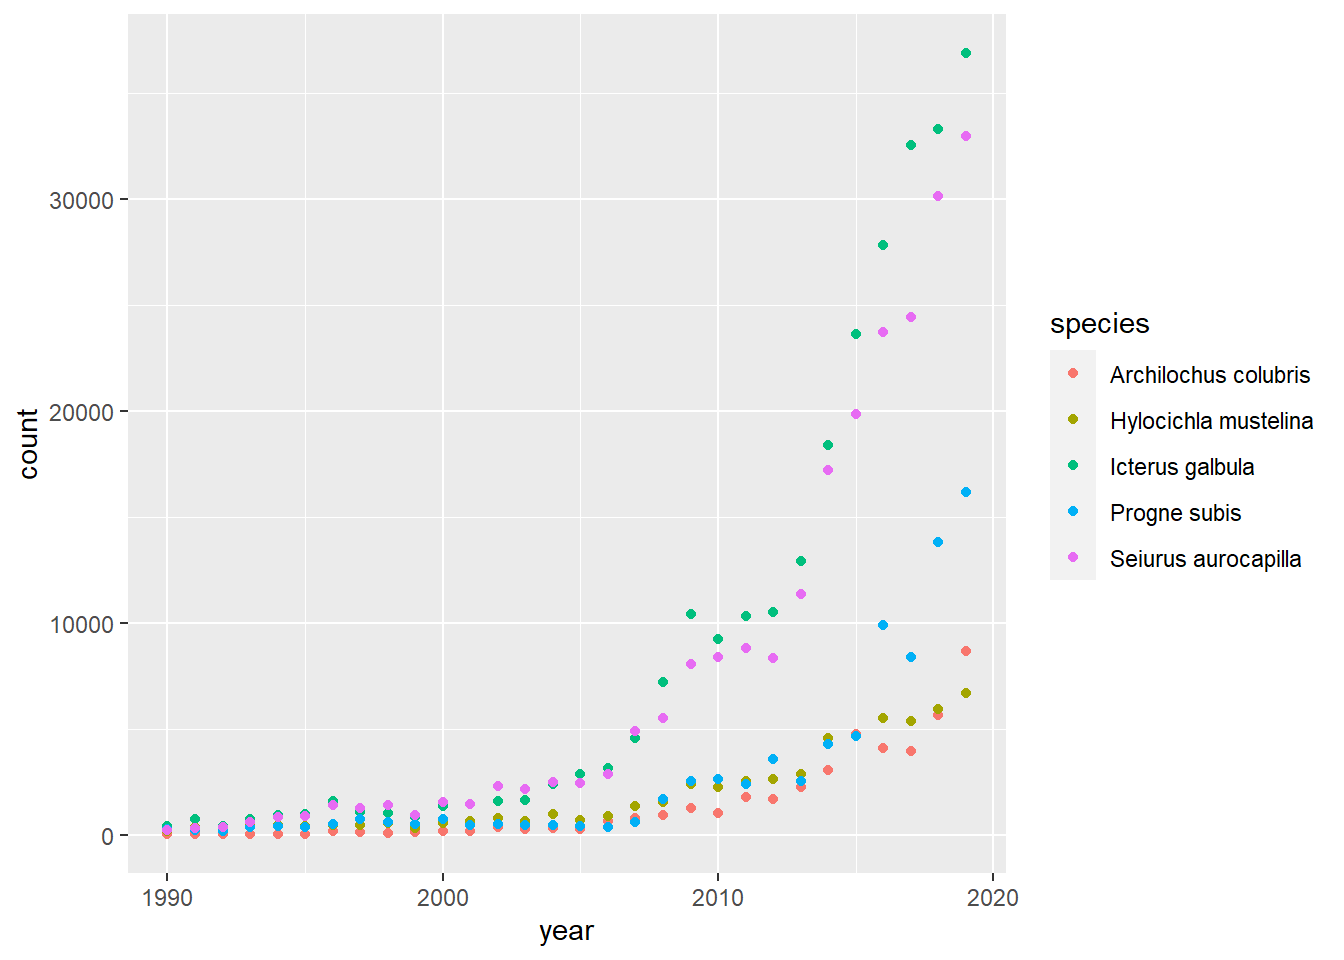 30000
20000
10000
0
count
1990 2000 2010 2020
year
species
Archilochus colubris
Hylocichla mustelina
Icterus galbula
Progne subis
Seiurus aurocapilla